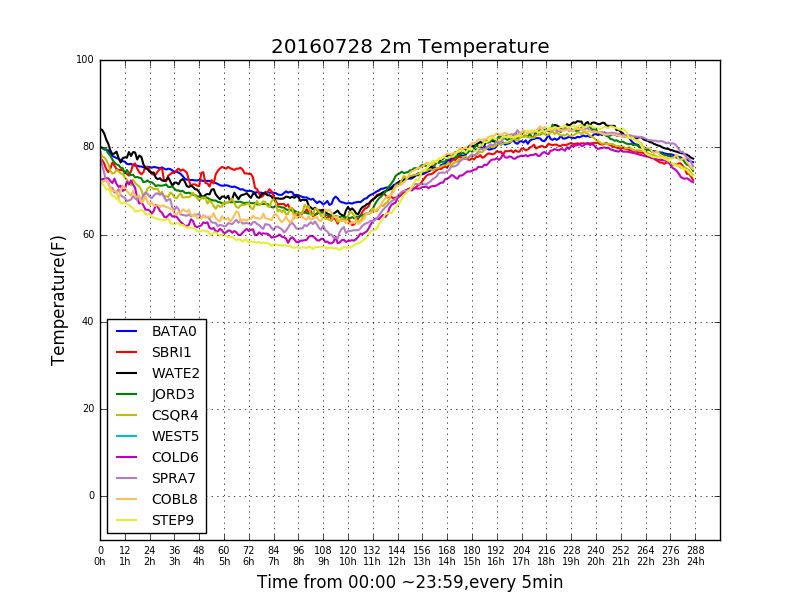 20160728 2m Temperature
Temperature(F)
100
80
60
40
20
0
BATA0
SBRI1
WATE2
JORD3
CSQR4
WEST5
COLD6
SPRA7
COBL8
STEP9
0 12 24 36 48 60 72 84 96 108 120 132 144 156 168 180 192 204 216 228 240 252 264 276 288
0h 1h 2h 3h 4h 5h 6h 7h 8h 9h 10h 11h 12h 13h 14h 15h 16h 17h 18h 19h 20h 21h 22h 23h 24h
Time from 00:00 ~23:59,every 5min